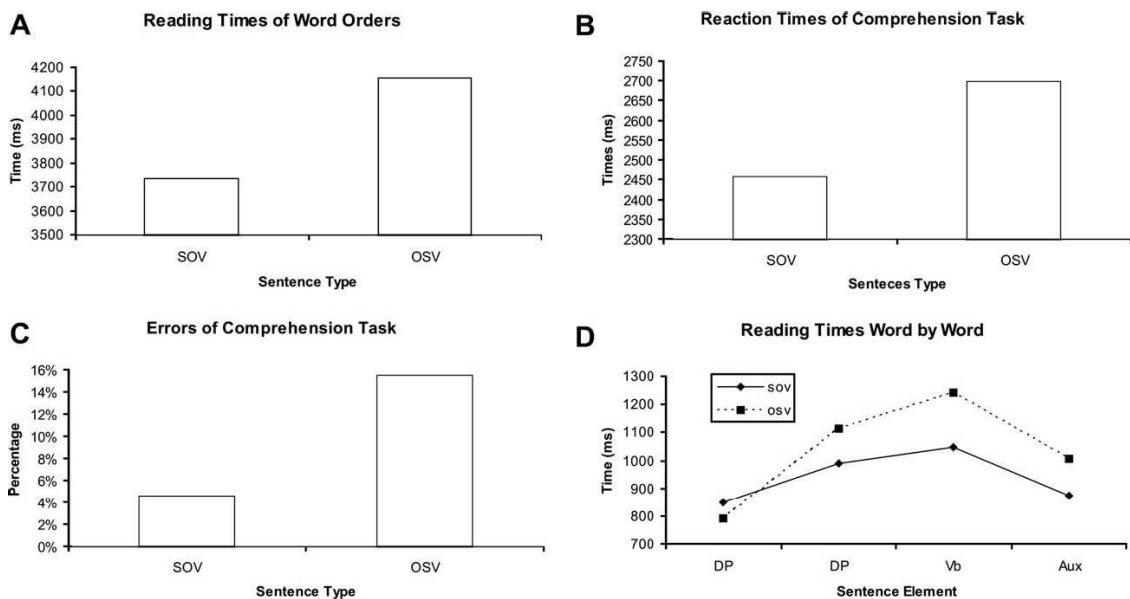 A
Reading Times of Word Orders
4200
4100
4000
3900
3800
3700
3600
3500
Time (ms)
SOV
OSV
Sentence Type
B
Reaction Times of Comprehension Task
2750
2700
2650
2600
2550
2500
2450
2400
2350
2300
Times (ms)
SOV
OSV
Senteces Type
C
Errors of Comprehension Task
16%
14%
12%
10%
8%
6%
4%
2%
0%
Percentage
SOV
OSV
Sentence Type
D
Reading Times Word by Word
1300
1200
1100
1000
900
800
700
Time (ms)
SOV
OSV
DP
DP
Vb
Aux
Sentence Element